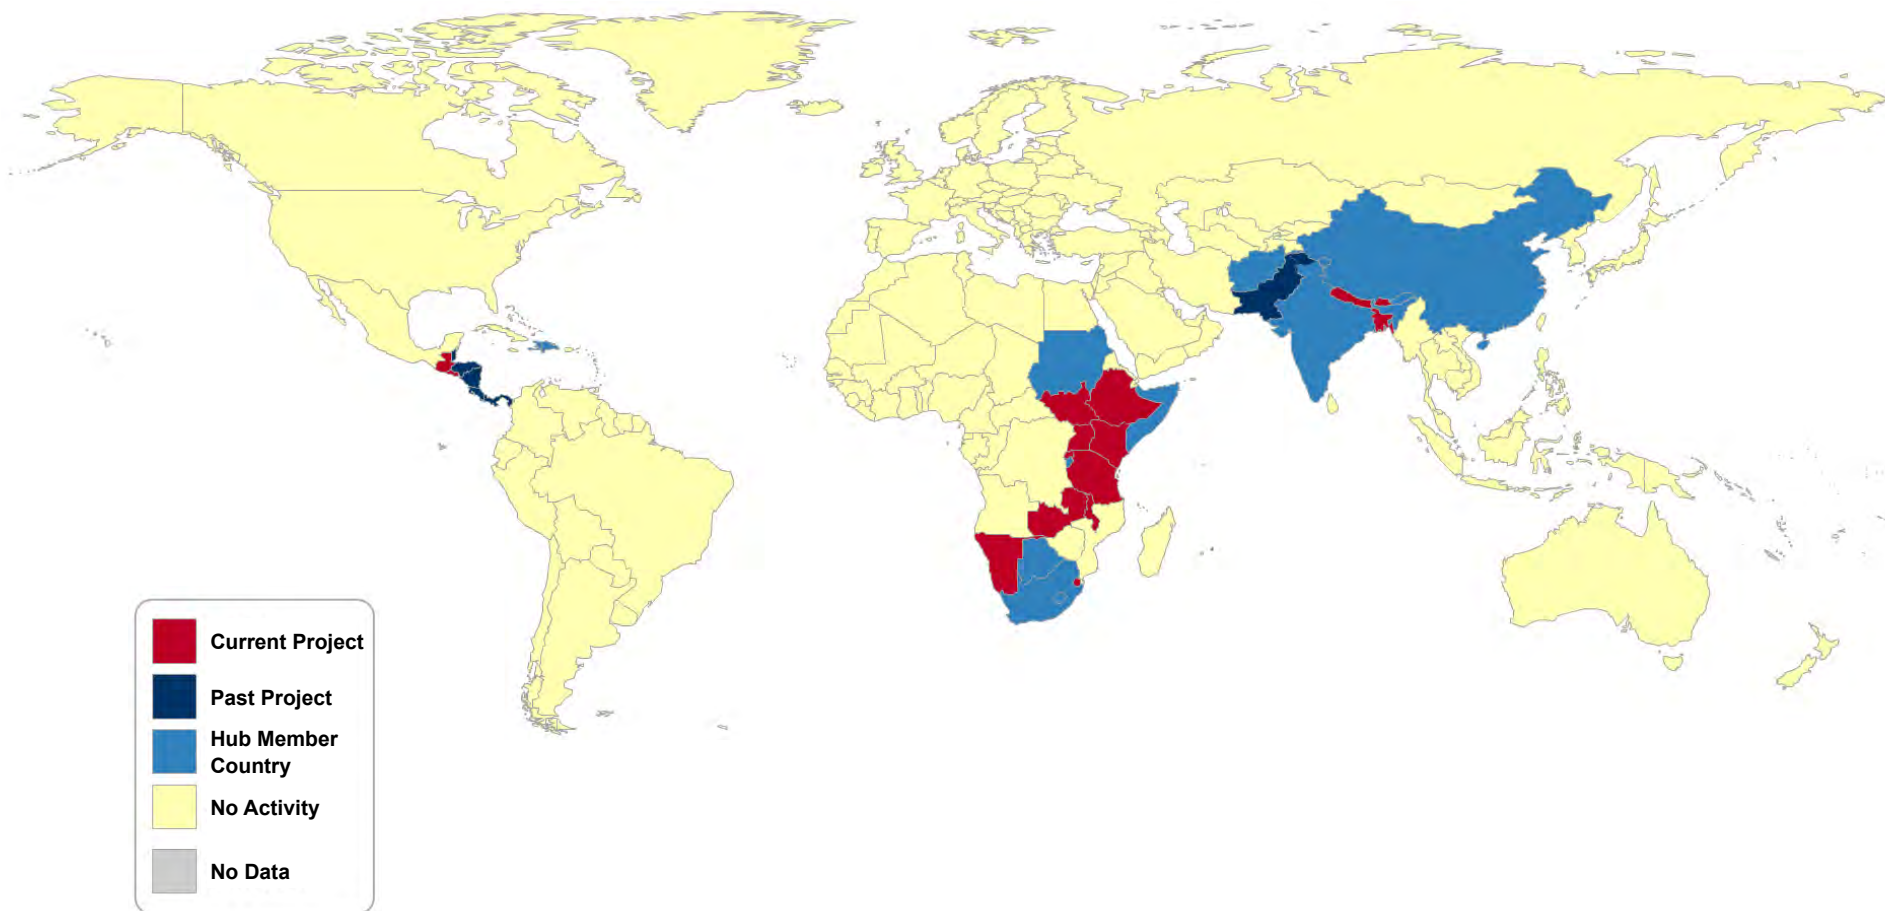 Current Project
Past Project
Hub Member
Country
No Activity
No Data